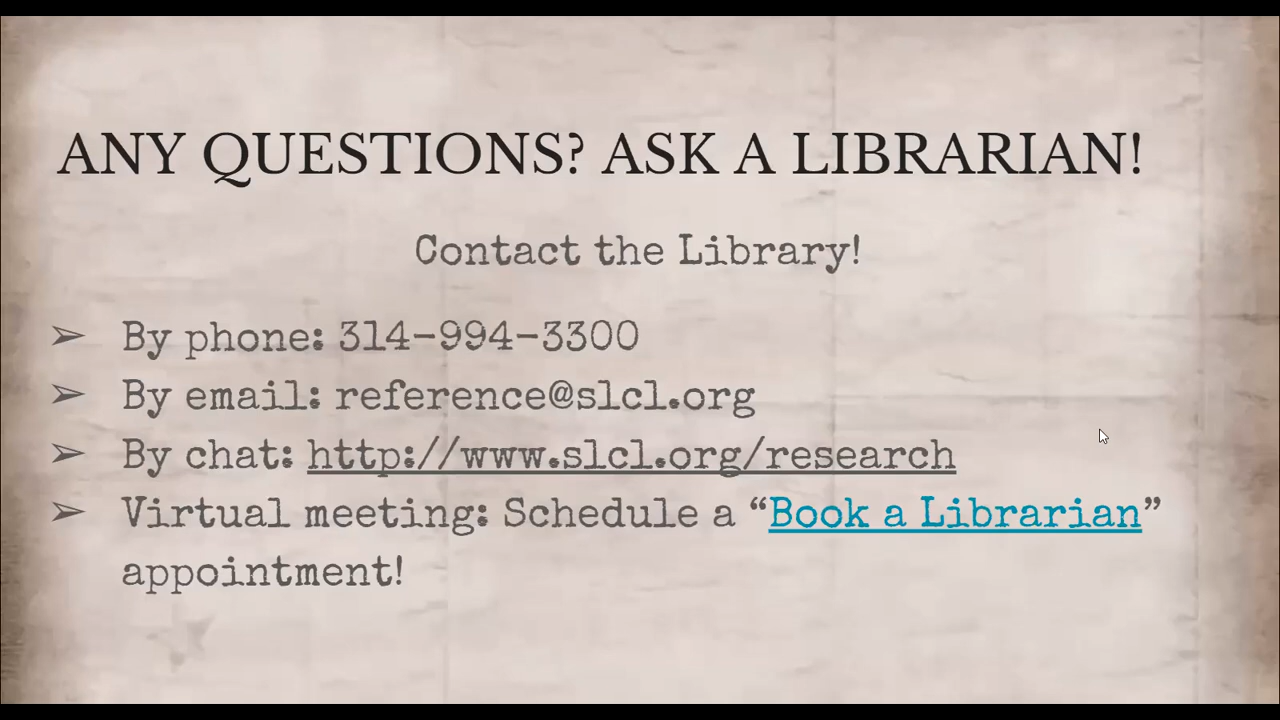 ANY QUESTIONS? ASK A LIBRARIAN!
Contact the Library!
➢ By phone: 314-994-3300
➢ By email: reference@slcl.org
➢ By chat: http://www.slcl.org/research
➢ Virtual meeting: Schedule a “Book a Librarian”
appointment!